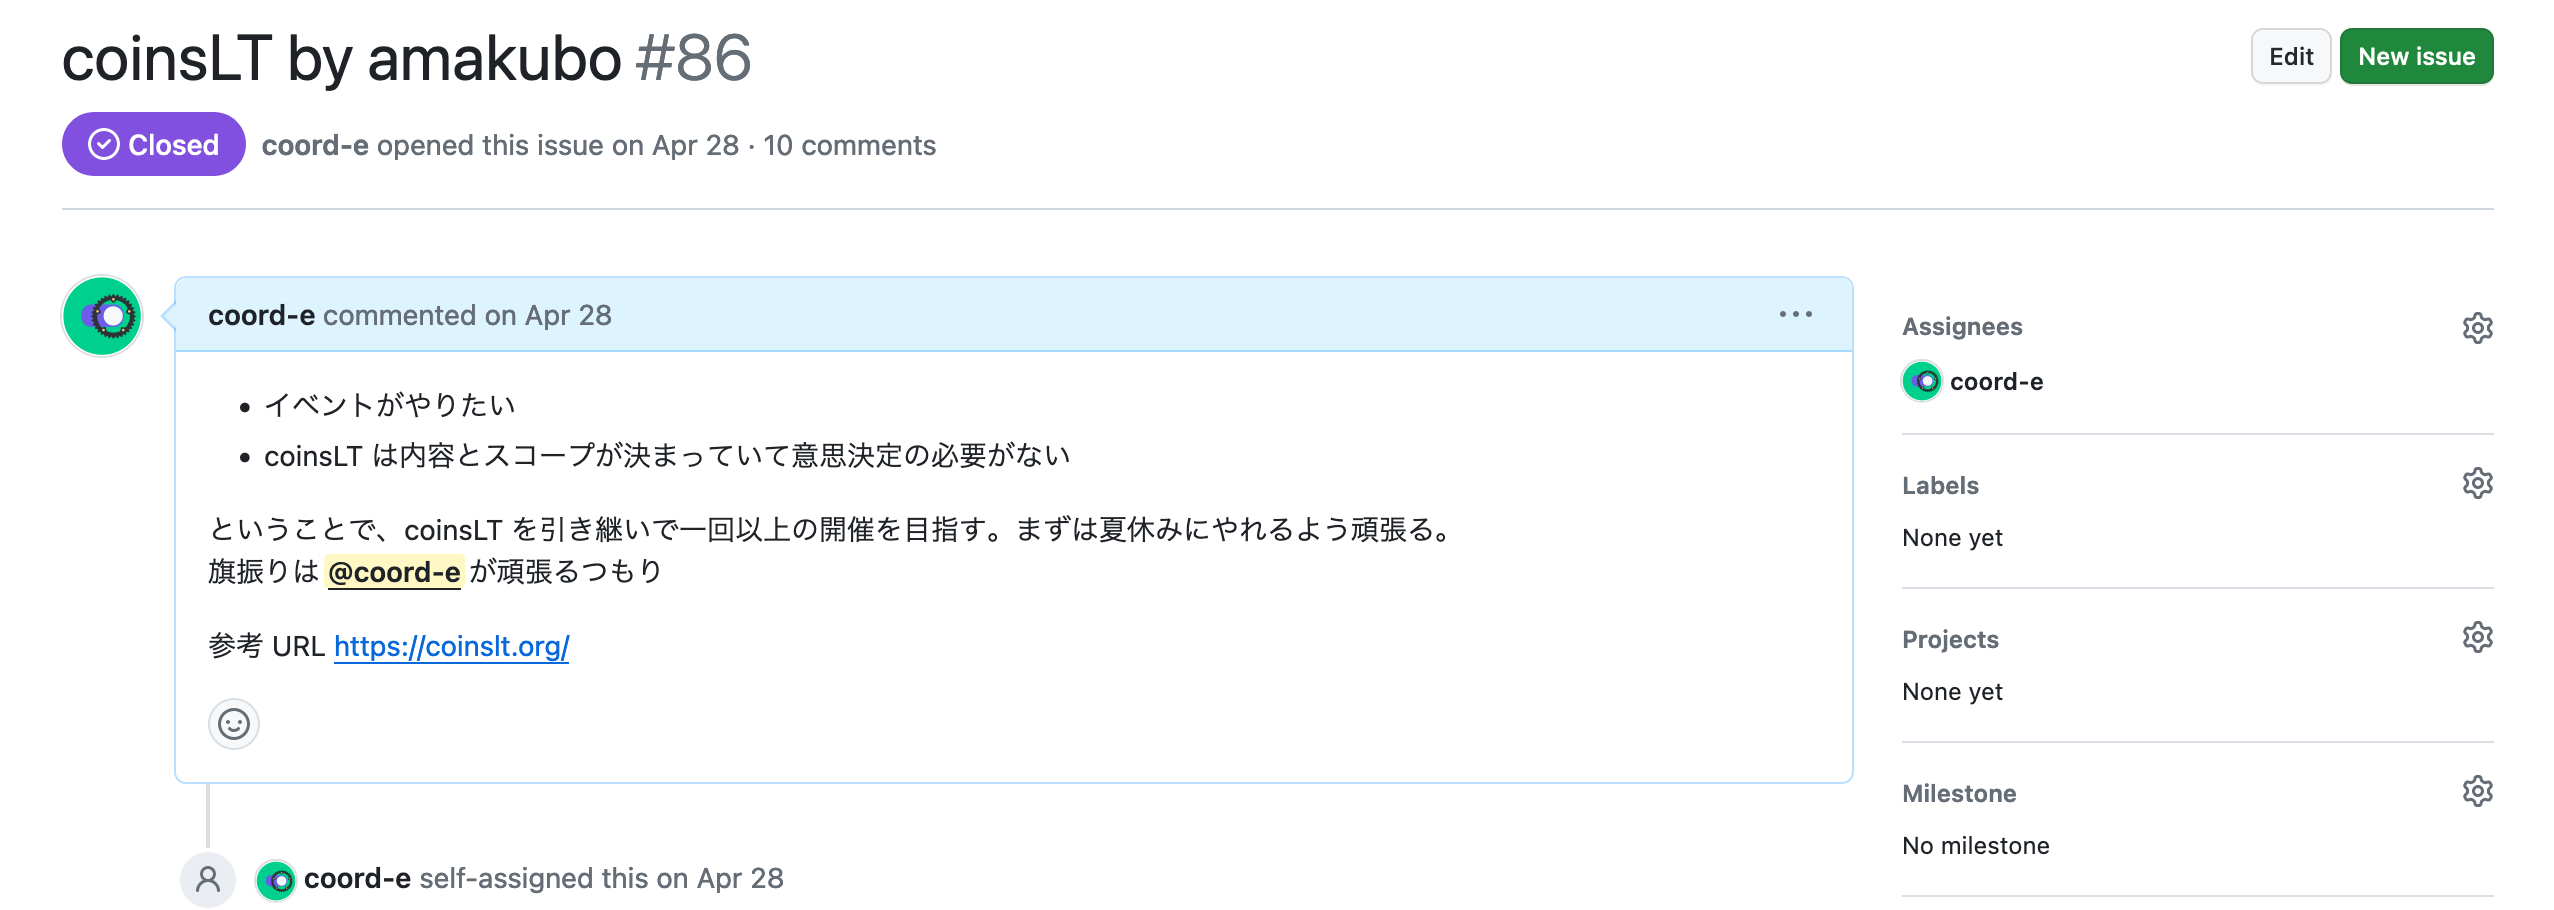 coinsLT by amakubo #86
Edit
New issue
Closed
coord-e opened this issue on Apr 28 · 10 comments
coord-e commented on Apr 28
• イベントがやりたい
• coinsLT は内容とスコープが決まっていて意思決定の必要がない
ということで、coinsLT を引き継いで一回以上の開催を目指す。まずは夏休みにやれるよう頑張る。
旗振りは @coord-e が頑張るつもり
参考 URL https://coinslt.org/
coord-e self-assigned this on Apr 28
Assignees
coord-e
Labels
None yet
Projects
None yet
Milestone
No milestone